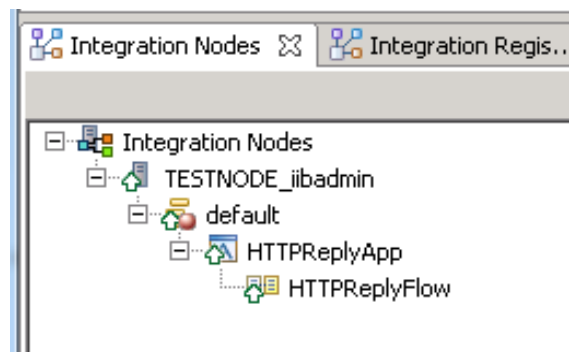 Integration Nodes Integration Regis..
Integration Nodes
TESTNODE_iibadmin
default
HTTPReplyApp
HTTPReplyFlow